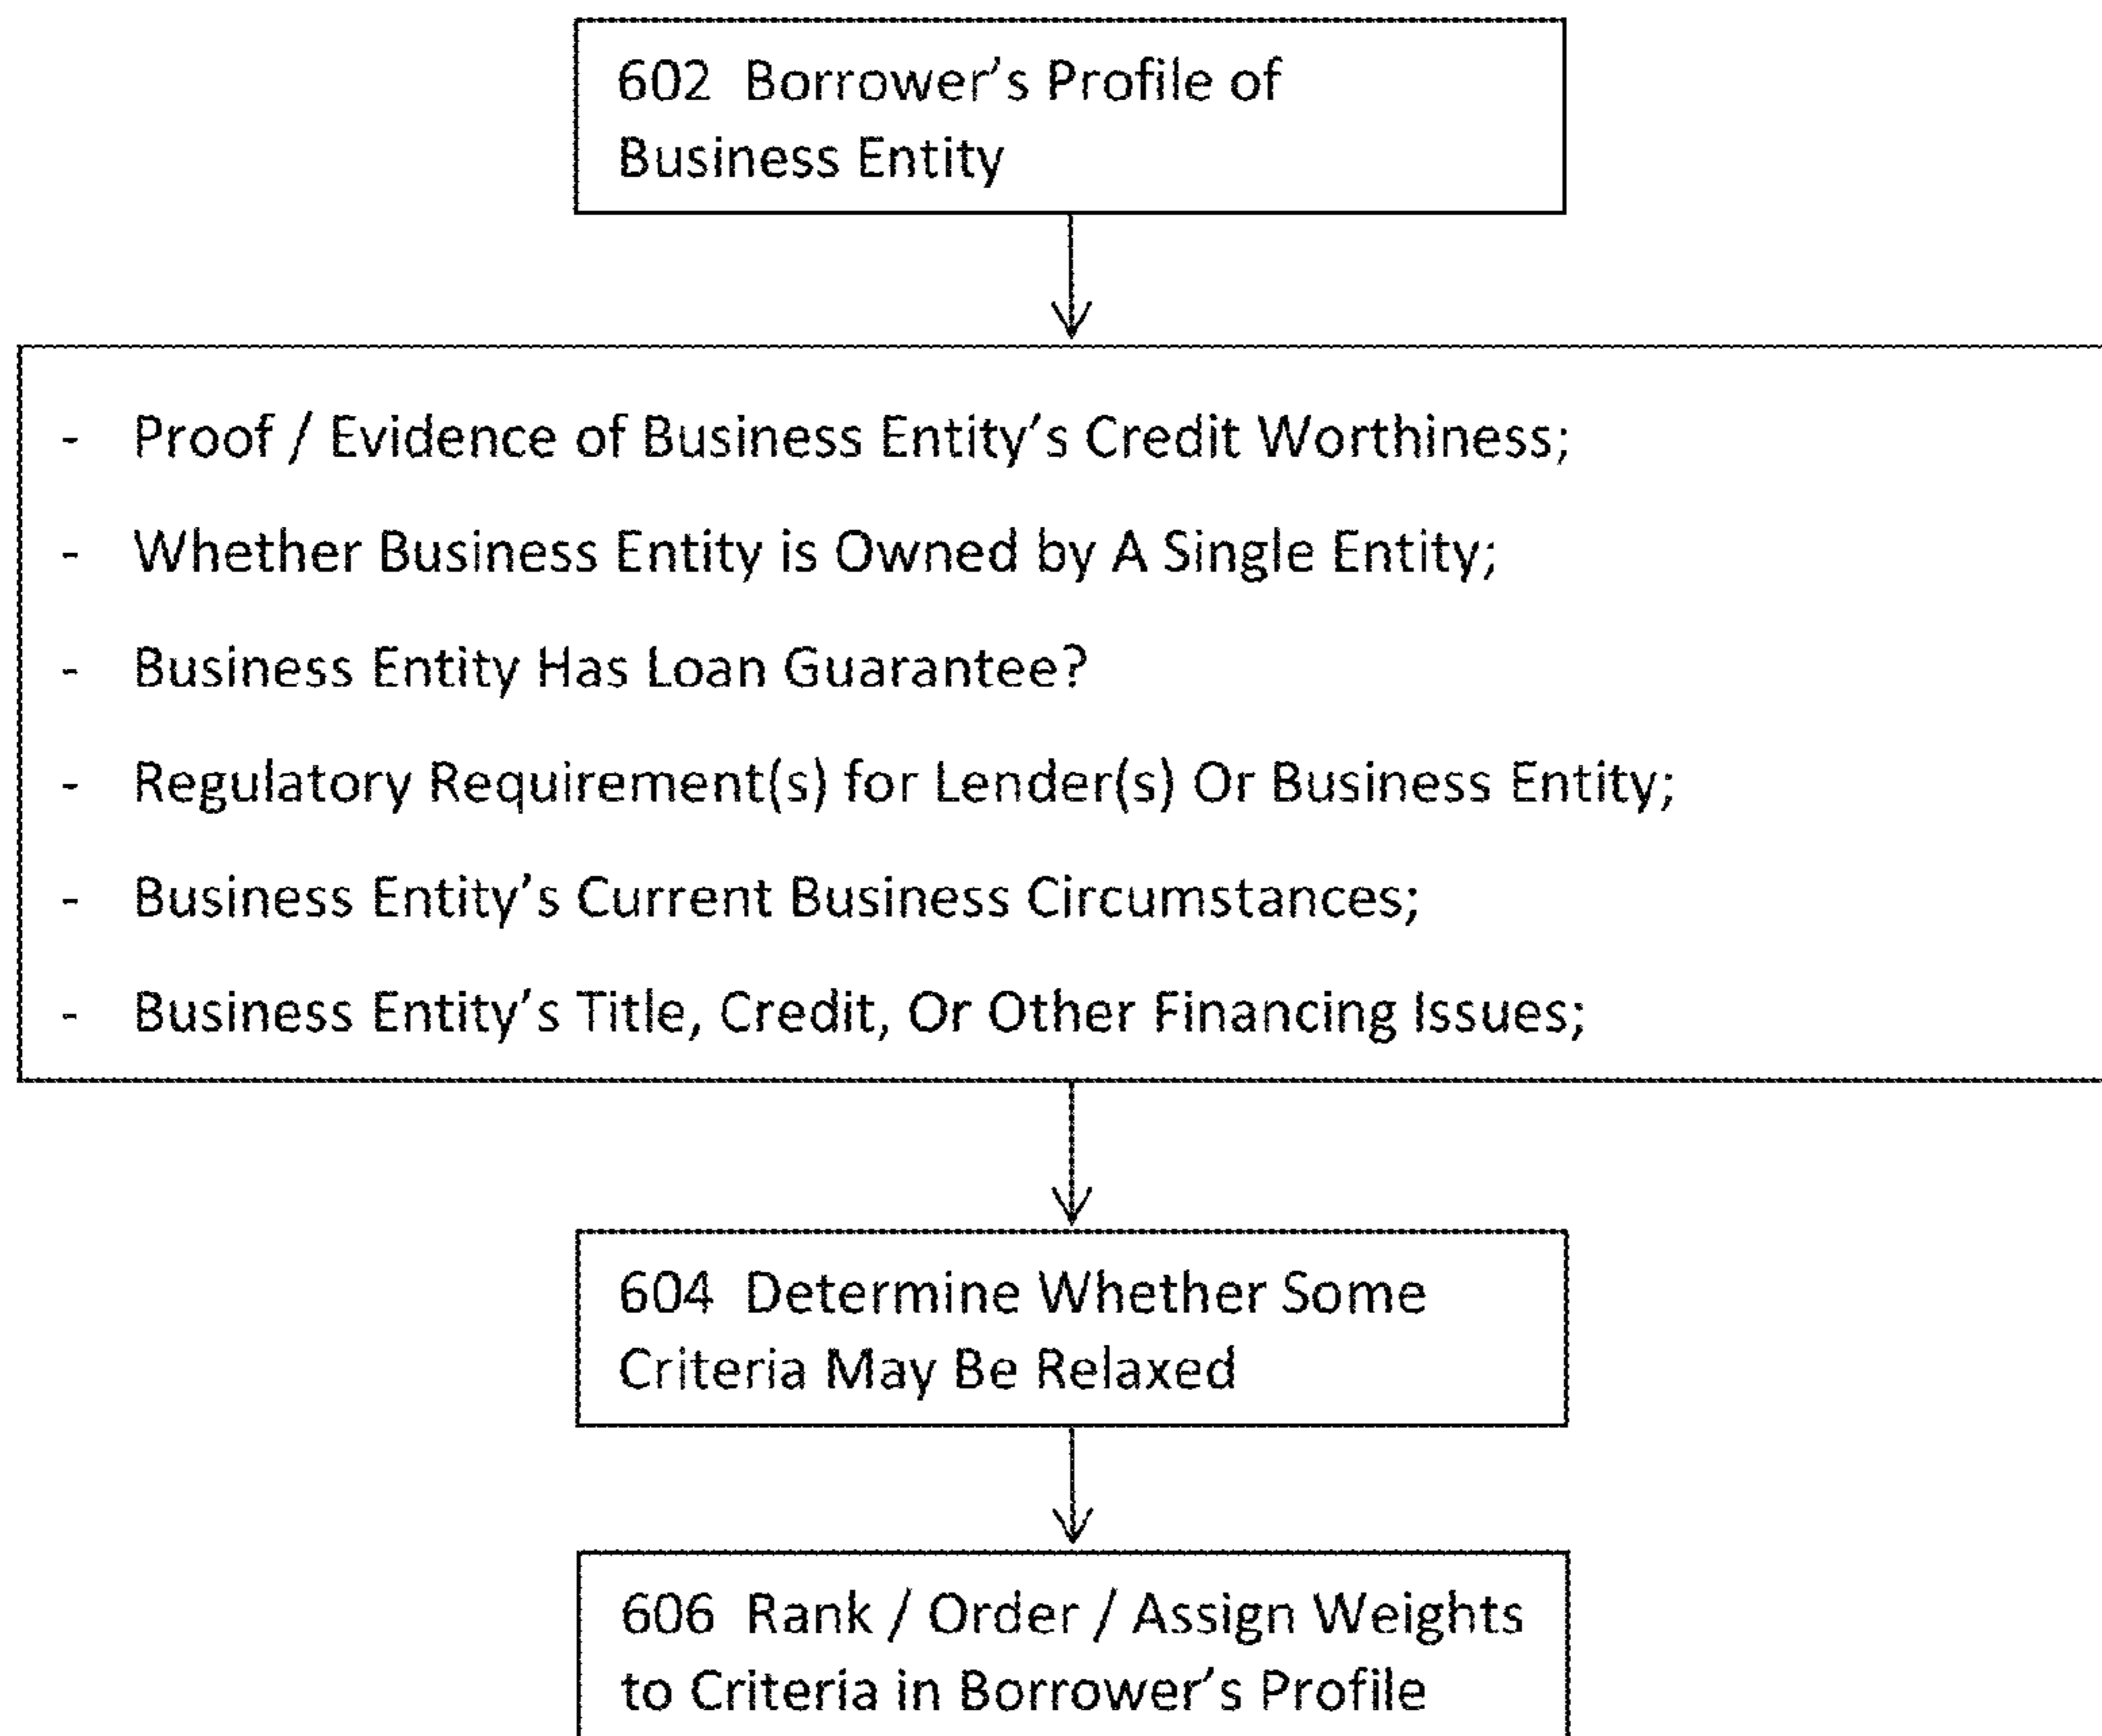 602 Borrower's Profile of
Business Entity
- Proof / Evidence of Business Entity's Credit Worthiness;
- Whether Business Entity is Owned by A Single Entity;
- Business Entity Has Loan Guarantee?
- Regulatory Requirement(s) for Lender(s) Or Business Entity;
- Business Entity's Current Business Circumstances;
- Business Entity's Title, Credit, Or Other Financing Issues;
604 Determine Whether Some
Criteria May Be Relaxed
606 Rank / Order / Assign Weights
to Criteria in Borrower's Profile